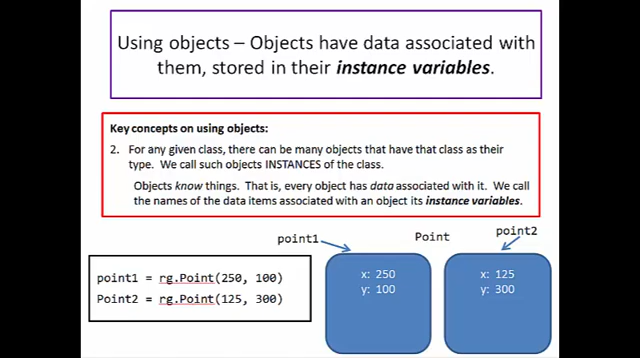 Using objects – Objects have data associated with
them, stored in their instance variables.
Key concepts on using objects:
2. For any given class, there can be many objects that have that class as their
type. We call such objects INSTANCES of the class.
Objects know things. That is, every object has data associated with it. We call
the names of the data items associated with an object its instance variables.
point1 = rg.Point(250, 100)
Point2 = rg.Point(125, 300)
point1
Point
point2
x: 250
y: 100
x: 125
y: 300